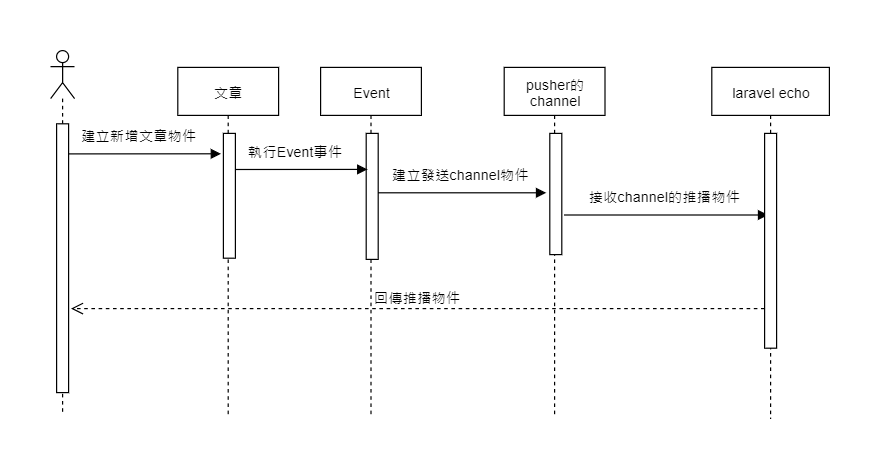 文章
Event
pusher的
channel
laravel echo
建立新增文章物件
執行Event事件
建立發送channel物件
接收channel的推播物件
回傳推播物件